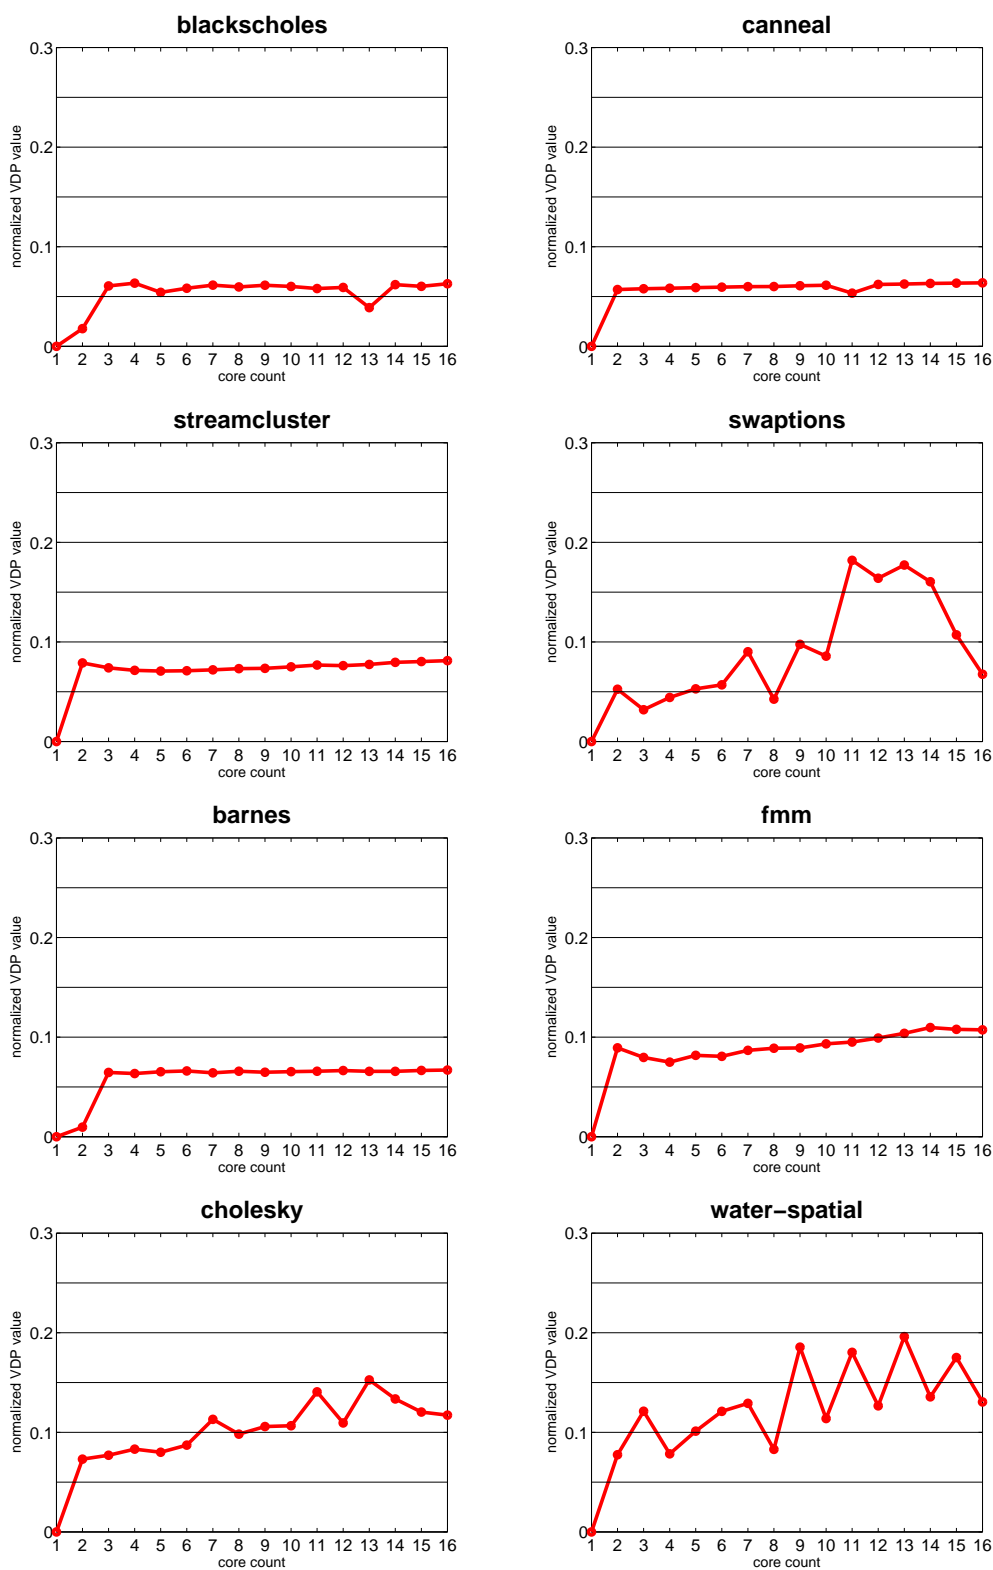 blackscholes
0.3
0.2
0.1
0
normalized VDP value
1 2 3 4 5 6 7 8 9 10 11 12 13 14 15 16
core count
canneal
0.3
0.2
0.1
0
normalized VDP value
1 2 3 4 5 6 7 8 9 10 11 12 13 14 15 16
core count
streamcluster
0.3
0.2
0.1
0
normalized VDP value
1 2 3 4 5 6 7 8 9 10 11 12 13 14 15 16
core count
swaptions
0.3
0.2
0.1
0
normalized VDP value
1 2 3 4 5 6 7 8 9 10 11 12 13 14 15 16
core count
barnes
0.3
0.2
0.1
0
normalized VDP value
1 2 3 4 5 6 7 8 9 10 11 12 13 14 15 16
core count
fmm
0.3
0.2
0.1
0
normalized VDP value
1 2 3 4 5 6 7 8 9 10 11 12 13 14 15 16
core count
cholesky
0.3
0.2
0.1
0
normalized VDP value
1 2 3 4 5 6 7 8 9 10 11 12 13 14 15 16
core count
water−spatial
0.3
0.2
0.1
0
normalized VDP value
1 2 3 4 5 6 7 8 9 10 11 12 13 14 15 16
core count